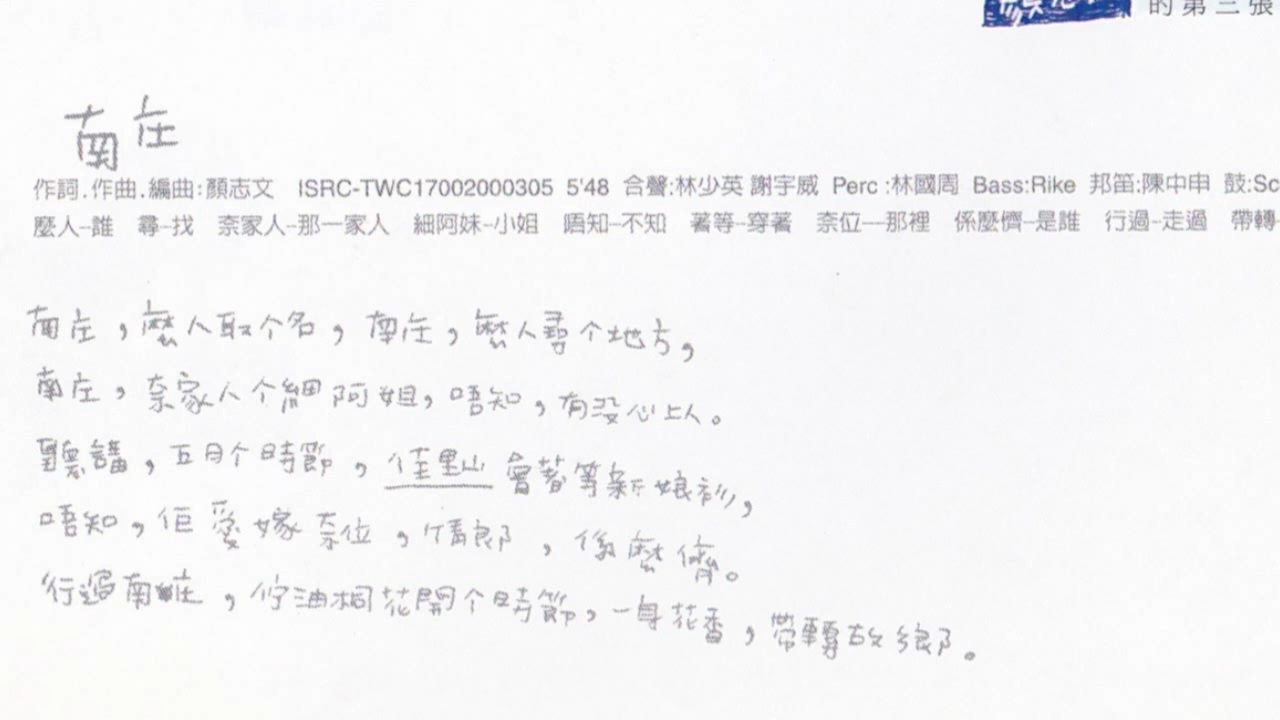 的第三張
南庄
作詞.作曲.編曲:顏志文 ISRC-TWC17002000305 5'48 合聲:林少英 謝宇威 Perc :林國周 Bass:Rike 邦笛:陳中申 鼓:Sc
麼人–誰 尋–找 奈家人–那一家人 細阿妹–小姐 唔知–不知 著等–穿著 奈位–那裡 係麼儕–是誰 行過–走過 帶轉
南庄，麼人取个名，南庄，麼人尋个地方，
南庄，奈家人个細阿姐，唔知，有沒心上人。
聽講，五月个時節，佳里山會著等新娘衫，
唔知，佢愛嫁奈位，情郎，係麼儕。
行過南庄，佇油桐花開个時節，一身花香，帶轉故鄉。